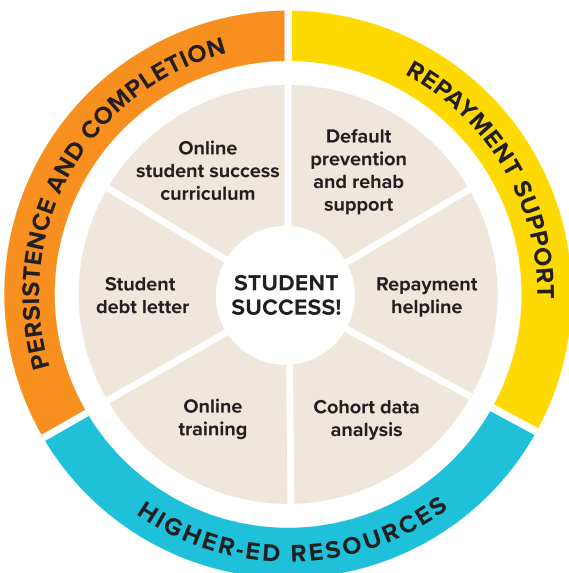 PERSISTENCE AND COMPLETION
REPAYMENT SUPPORT
Online
student success
curriculum
Default
prevention
and rehab
support
Student
debt letter
STUDENT
SUCCESS!
Repayment
helpline
Online
training
Cohort data
analysis
HIGHER-ED RESOURCES